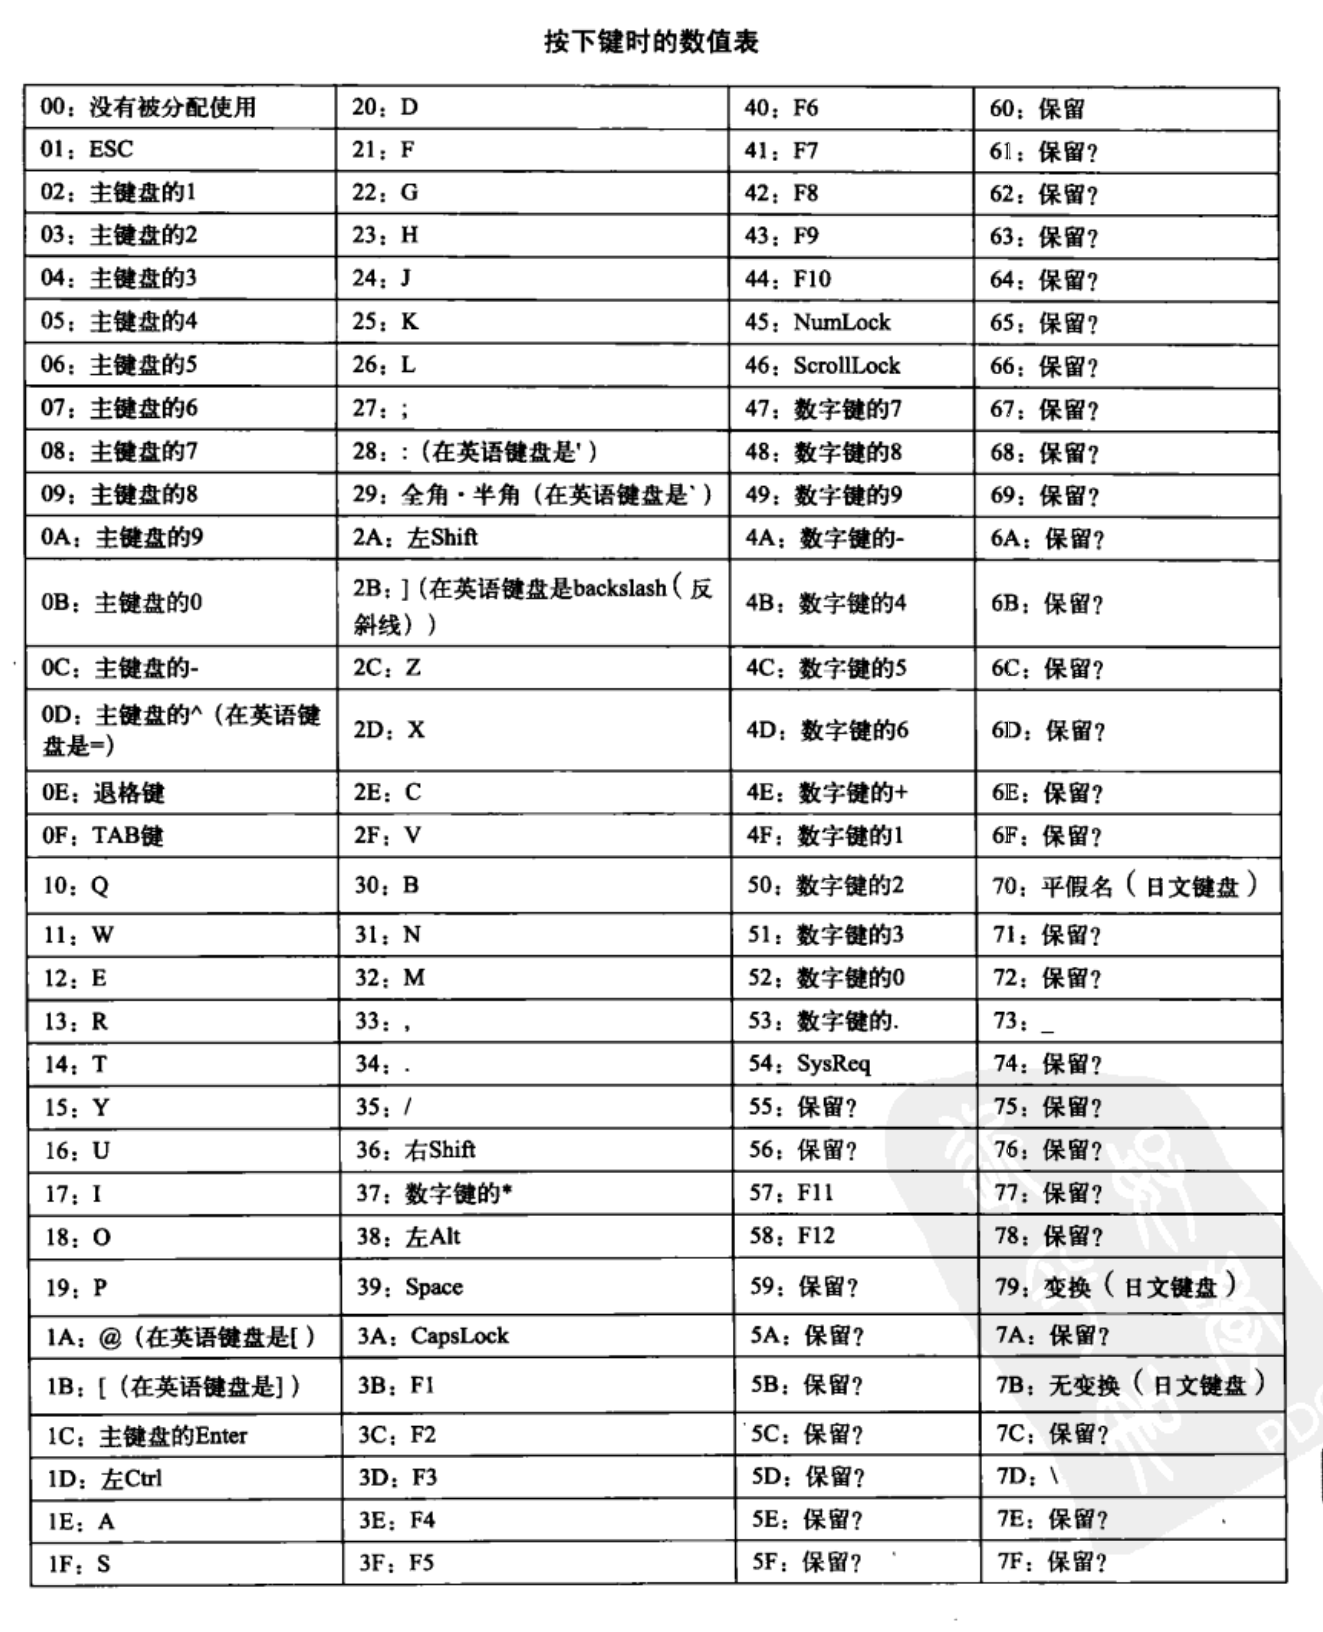 按下键时的数值表
00：没有被分配使用 20：D 40：F6 60：保留
01：ESC 21：F 41：F7 61：保留?
02：主键盘的1 22：G 42：F8 62：保留?
03：主键盘的2 23：H 43：F9 63：保留?
04：主键盘的3 24：J 44：F10 64：保留?
05：主键盘的4 25：K 45：NumLock 65：保留?
06：主键盘的5 26：L 46：ScrollLock 66：保留?
07：主键盘的6 27：; 47：数字键的7 67：保留?
08：主键盘的7 28：:（在英语键盘是'） 48：数字键的8 68：保留?
09：主键盘的8 29：全角·半角（在英语键盘是`） 49：数字键的9 69：保留?
0A：主键盘的9 2A：左Shift 4A：数字键的- 6A：保留?
0B：主键盘的0 2B：]（在英语键盘是backslash（反
斜线）） 4B：数字键的4 6B：保留?
0C：主键盘的- 2C：Z 4C：数字键的5 6C：保留?
0D：主键盘的^（在英语键
盘是=） 2D：X 4D：数字键的6 6D：保留?
0E：退格键 2E：C 4E：数字键的+ 6E：保留?
0F：TAB键 2F：V 4F：数字键的1 6F：保留?
10：Q 30：B 50：数字键的2 70：平假名（日文键盘）
11：W 31：N 51：数字键的3 71：保留?
12：E 32：M 52：数字键的0 72：保留?
13：R 33：, 53：数字键的. 73：_
14：T 34：. 54：SysReq 74：保留?
15：Y 35：/ 55：保留? 75：保留?
16：U 36：右Shift 56：保留? 76：保留?
17：I 37：数字键的* 57：F11 77：保留?
18：O 38：左Alt 58：F12 78：保留?
19：P 39：Space 59：保留? 79：变换（日文键盘）
1A：@（在英语键盘是[） 3A：CapsLock 5A：保留? 7A：保留?
1B：[（在英语键盘是]） 3B：F1 5B：保留? 7B：无变换（日文键盘）
1C：主键盘的Enter 3C：F2 5C：保留? 7C：保留?
1D：左Ctrl 3D：F3 5D：保留? 7D：\
1E：A 3E：F4 5E：保留? 7E：保留?
1F：S 3F：F5 5F：保留? 7F：保留?